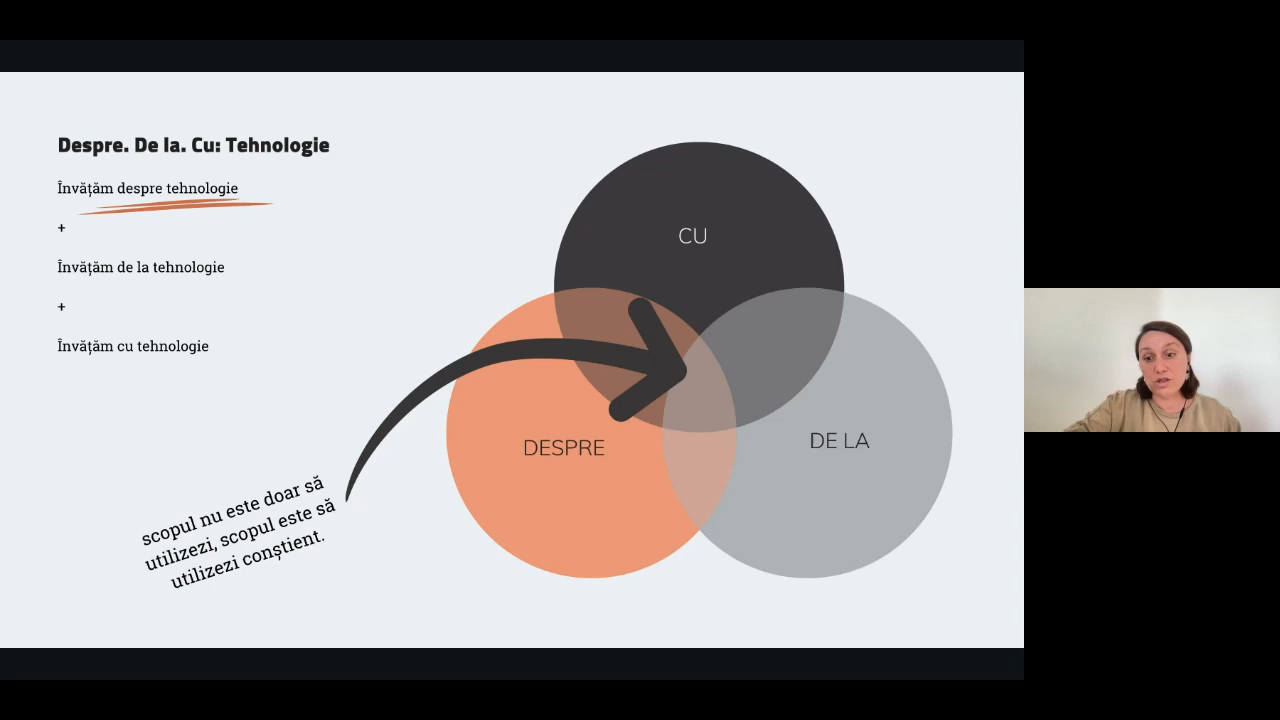 Despre. De la. Cu: Tehnologie
Învățăm despre tehnologie
+
Învățăm de la tehnologie
+
Învățăm cu tehnologie
scopul nu este doar să
utilizezi, scopul este să
utilizezi conștient.
CU
DESPRE
DE LA